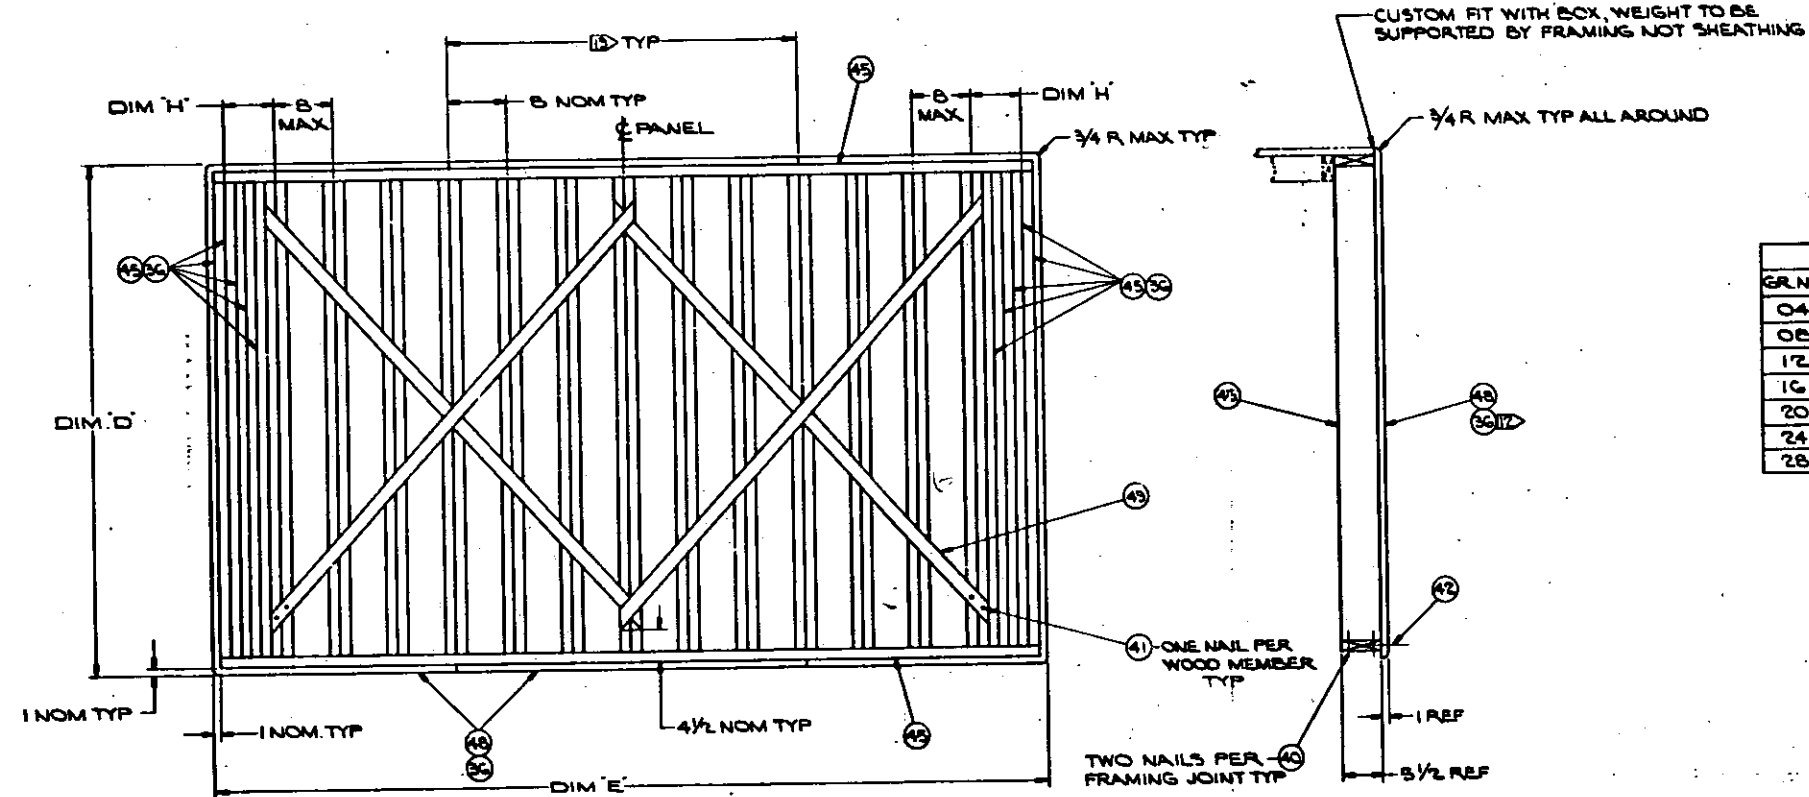 CUSTOM FIT WITH BOX, WEIGHT TO BE
SUPPORTED BY FRAMING NOT SHEATHING
15 TYP
45
DIM "H"
8
MAX
8 NOM TYP
℄ PANEL
8
MAX
DIM "H"
3/4 R MAX TYP
3/4 R MAX TYP ALL AROUND
45 36
45 36
GR. N
04
08
12
16
20
24
28
DIM. "D"
45
48
36 17
49
42
41 - ONE NAIL PER
WOOD MEMBER
TYP
1 NOM TYP
1 NOM. TYP
48
36
4 1/2 NOM TYP
45
1 REF
TWO NAILS PER 40
FRAMING JOINT TYP
5 1/2 REF
DIM "E"